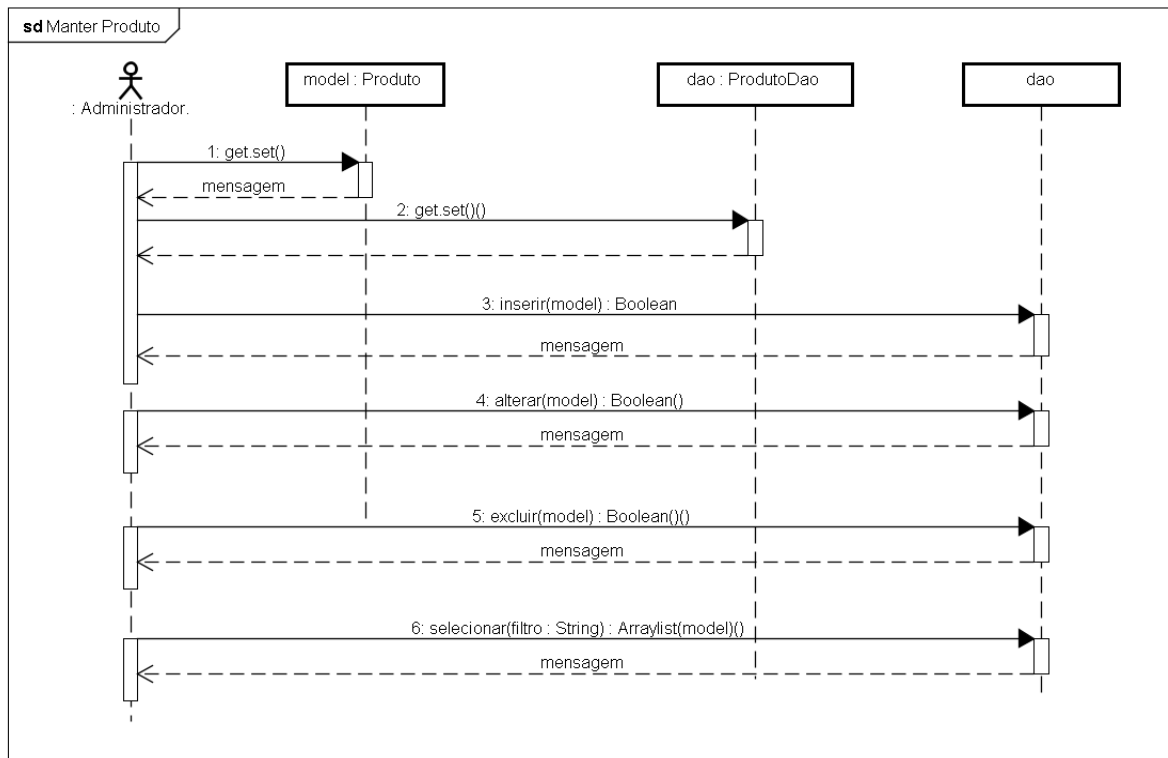 sd Manter Produto
: Administrador.
model : Produto
dao : ProdutoDao
dao
1: get.set()
mensagem
2: get.set()()
3: inserir(model) : Boolean
mensagem
4: alterar(model) : Boolean()
mensagem
5: excluir(model) : Boolean()()
mensagem
6: selecionar(filtro : String) : Arraylist(model)()
mensagem